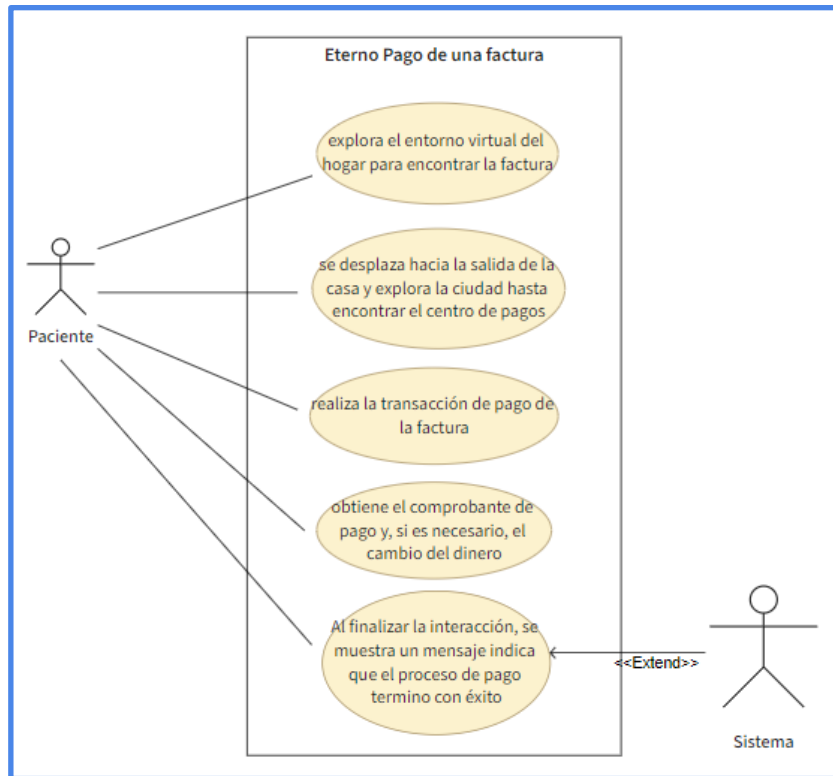 Eterno Pago de una factura
explora el entorno virtual del
hogar para encontrar la factura
se desplaza hacia la salida de la
casa y explora la ciudad hasta
encontrar el centro de pagos
Paciente
realiza la transacción de pago de
la factura
obtiene el comprobante de
pago y, si es necesario, el
cambio del dinero
Al finalizar la interacción, se
muestra un mensaje indica
que el proceso de pago
termino con éxito
<<Extend>>
Sistema